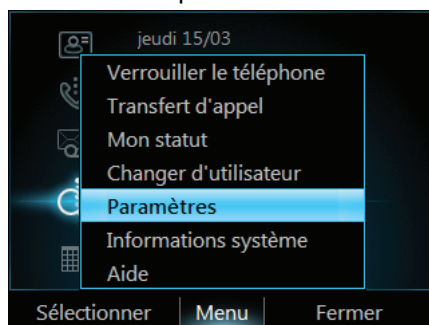 jeudi 15/03
Verrouiller le téléphone
Transfert d'appel
Mon statut
Changer d'utilisateur
Paramètres
Informations système
Aide
Sélectionner Menu Fermer